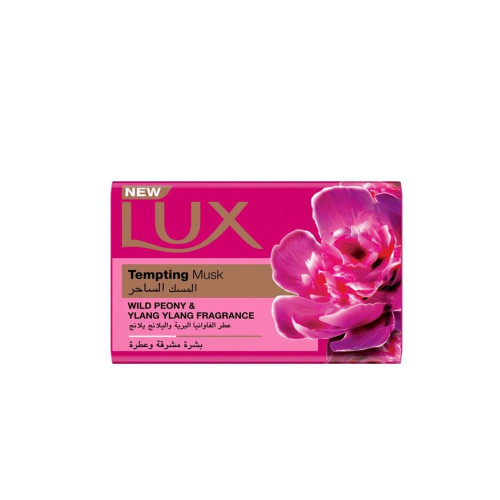 NEW
LUX
Tempting Musk
المسك الساحر
WILD PEONY &
YLANG YLANG FRAGRANCE
عطر الفاوانيا البرية واليلانج يلانج
بشرة مشرقة وعطرة